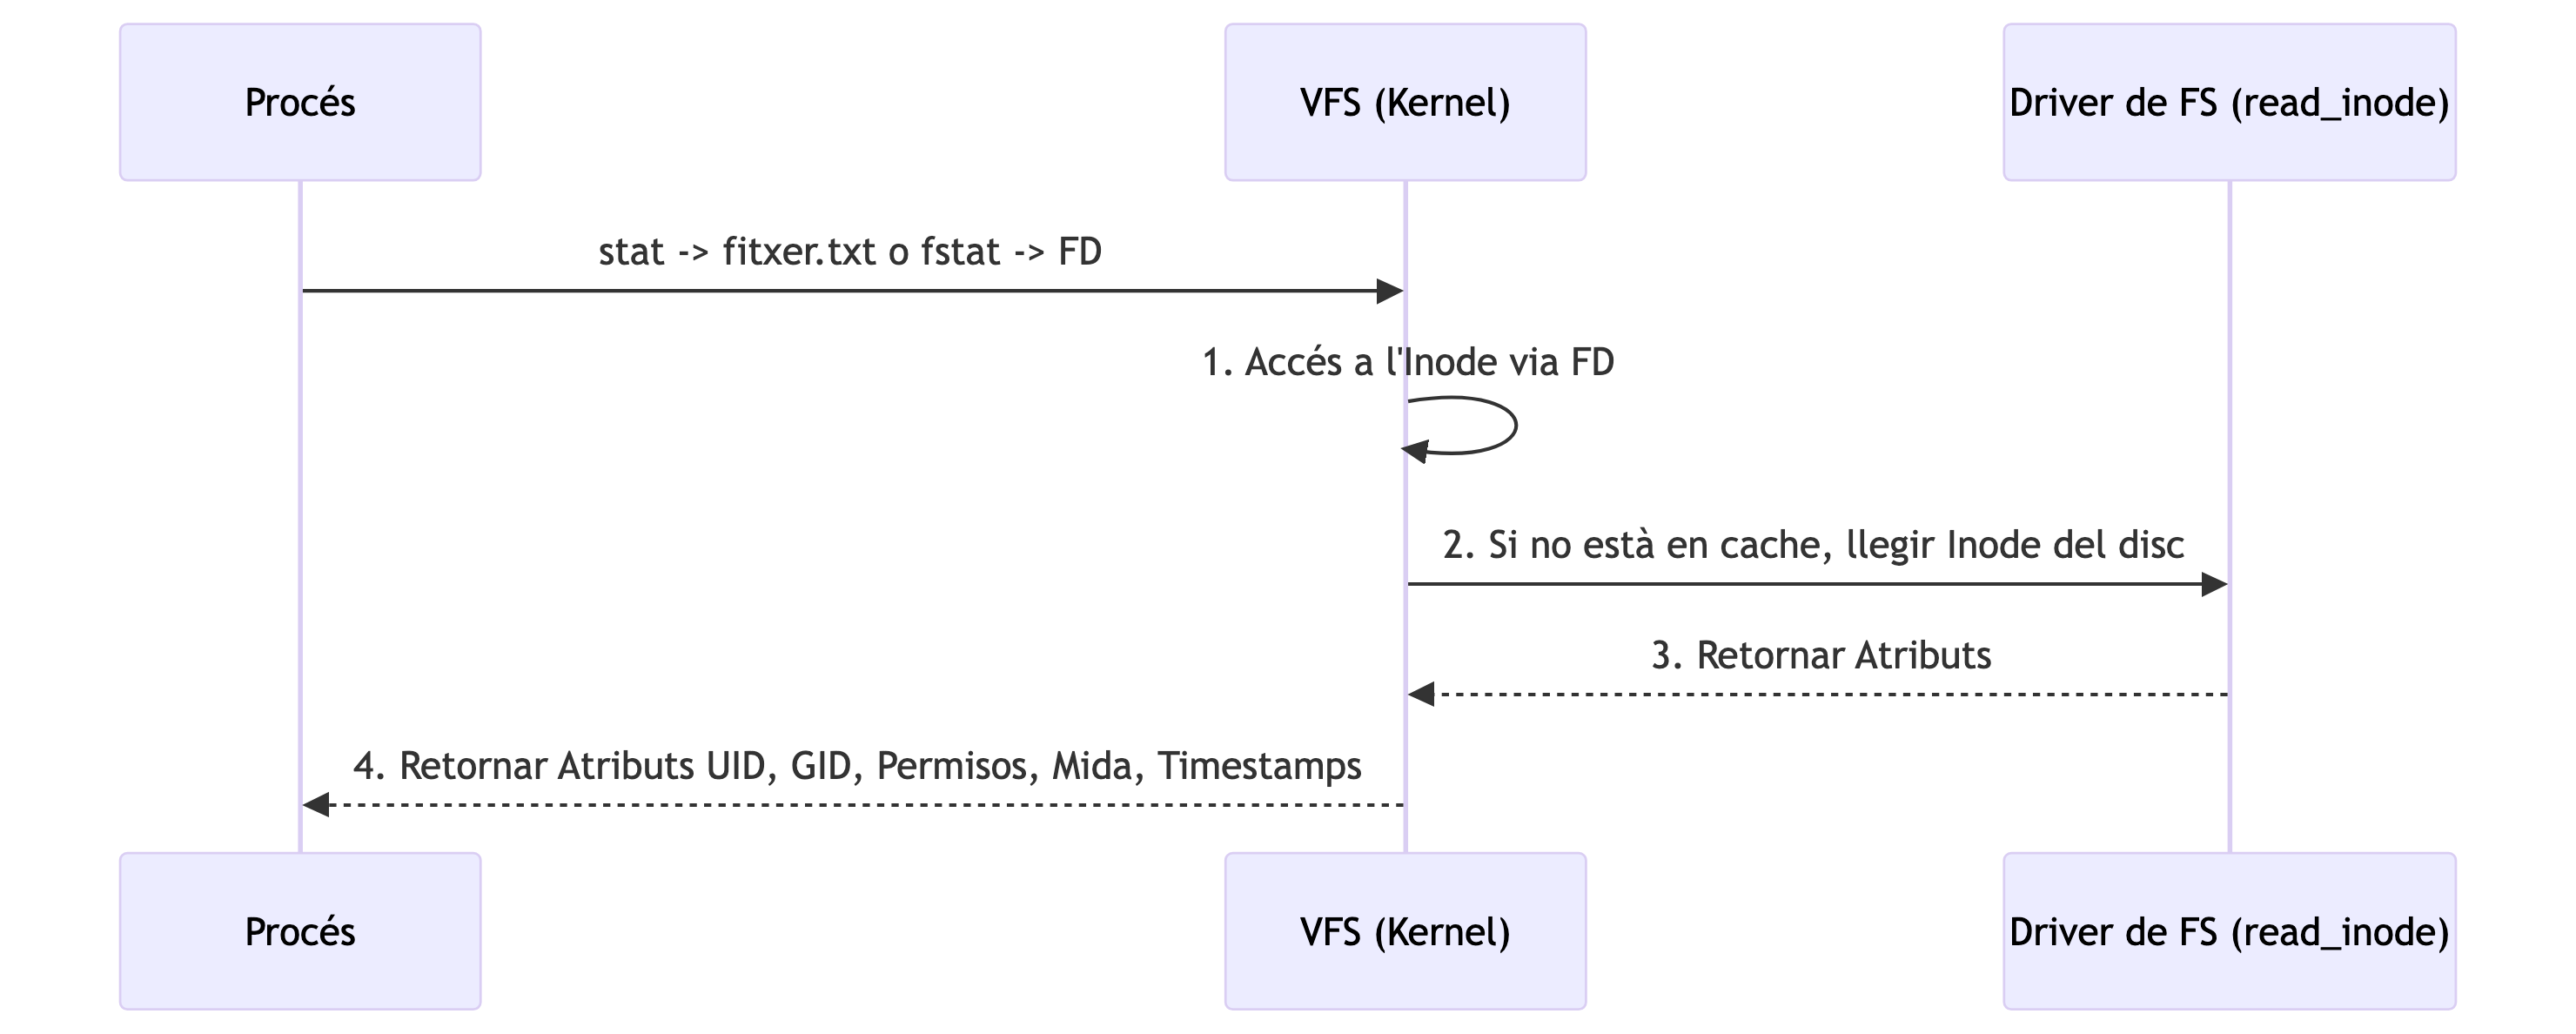 Procés
VFS (Kernel)
Driver de FS (read_inode)
stat -> fitxer.txt o fstat -> FD
1. Accés a l'Inode via FD
2. Si no està en cache, llegir Inode del disc
3. Retornar Atributs
4. Retornar Atributs UID, GID, Permisos, Mida, Timestamps
Procés
VFS (Kernel)
Driver de FS (read_inode)